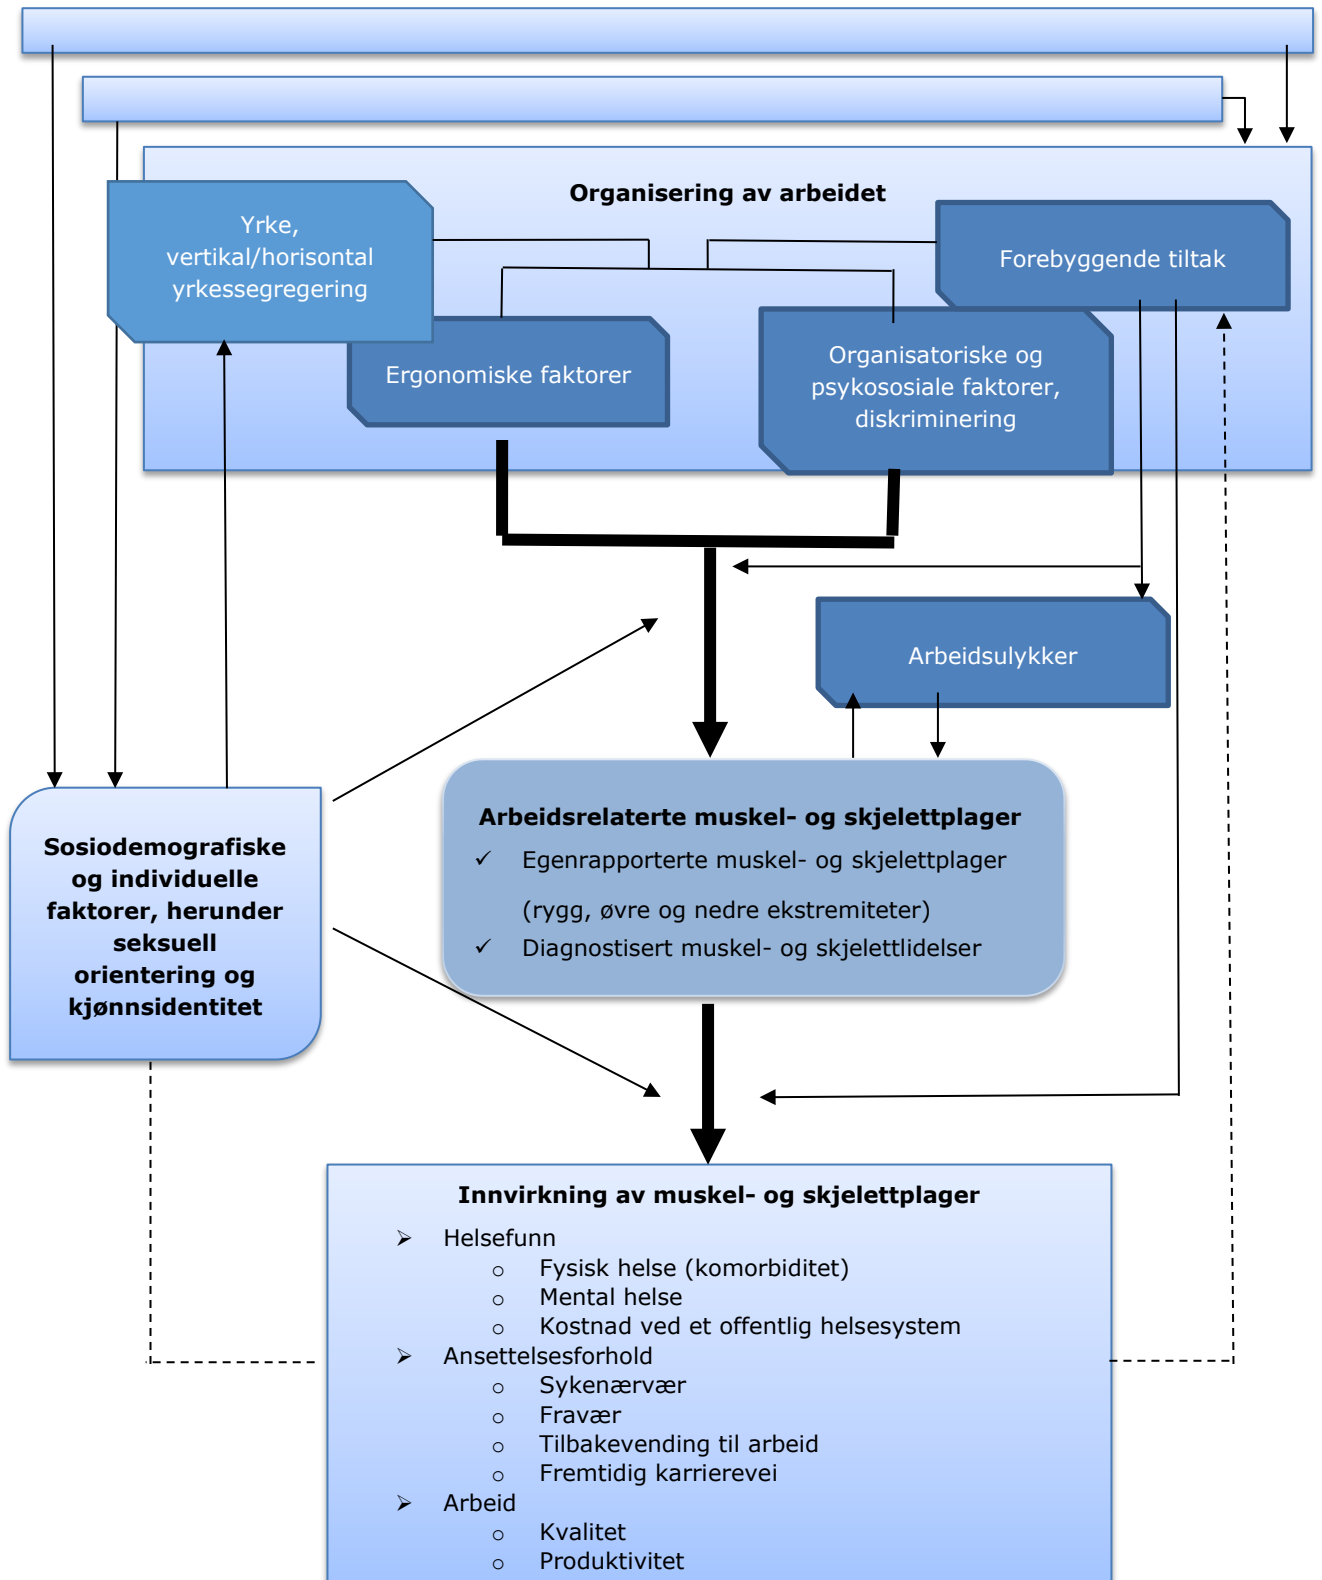 Organisering av arbeidet
Yrke,
vertikal/horisontal
yrkessegregering
Forebyggende tiltak
Ergonomiske faktorer
Organisatoriske og
psykososiale faktorer,
diskriminering
Arbeidsulykker
Sosiodemografiske
og individuelle
faktorer, herunder
seksuell
orientering og
kjønnsidentitet
Arbeidsrelaterte muskel- og skjelettplager
✓ Egenrapporterte muskel- og skjelettplager
(rygg, øvre og nedre ekstremiteter)
✓ Diagnostisert muskel- og skjelettlidelser
Innvirkning av muskel- og skjelettplager
➢ Helsefunn
o Fysisk helse (komorbiditet)
o Mental helse
o Kostnad ved et offentlig helsesystem
➢ Ansettelsesforhold
o Sykenærvær
o Fravær
o Tilbakevending til arbeid
o Fremtidig karrierevei
➢ Arbeid
o Kvalitet
o Produktivitet